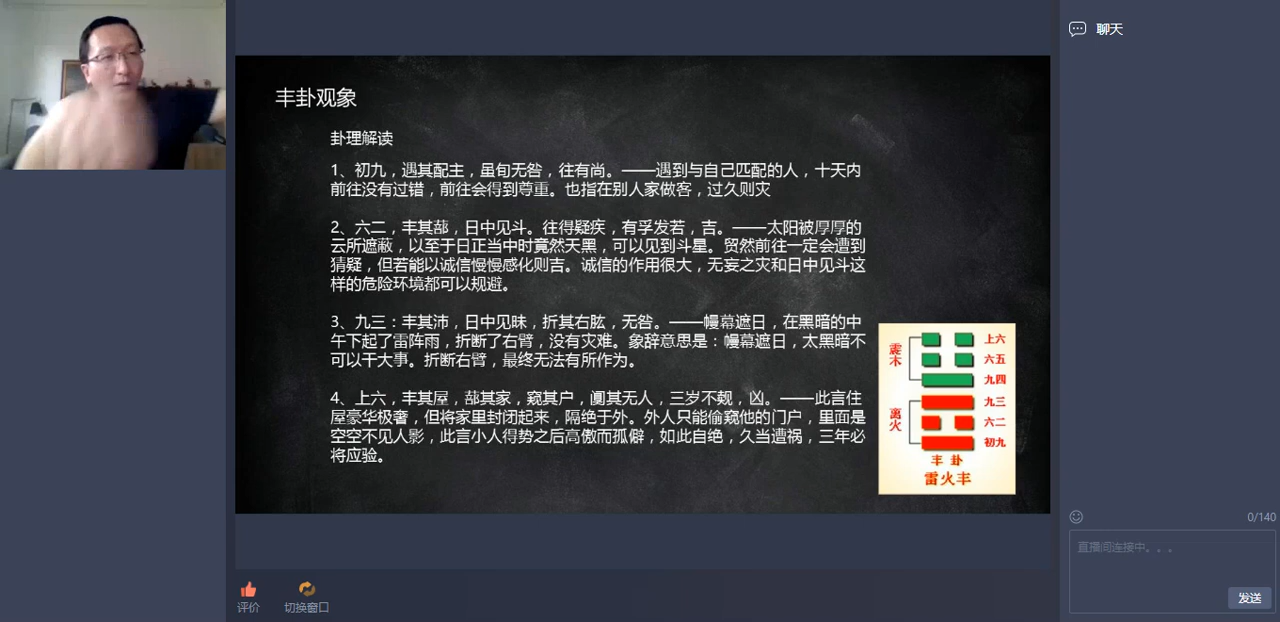 聊天
丰卦观象
卦理解读
1、初九，遇其配主，虽旬无咎，往有尚。——遇到与自己匹配的人，十天内
前往没有过错，前往会得到尊重。也指在别人家做客，过久则灾
2、六二，丰其蔀，日中见斗。往得疑疾，有孚发若，吉。——太阳被厚厚的
云所遮蔽，以至于日正当中时竟然天黑，可以见到斗星。贸然前往一定会遭到
猜疑，但若能以诚信慢慢感化则吉。诚信的作用很大，无妄之灾和日中见斗这
样的危险环境都可以规避。
3、九三：丰其沛，日中见昧，折其右肱，无咎。——幔幕遮日，在黑暗的中
午下起了雷阵雨，折断了右臂，没有灾难。象辞意思是：幔幕遮日，太黑暗不
可以干大事。折断右臂，最终无法有所作为。
4、上六，丰其屋，蔀其家，窥其户，阒其无人，三岁不觌，凶。——此言住
屋豪华极奢，但将家里封闭起来，隔绝于外。外人只能偷窥他的门户，里面是
空空不见人影，此言小人得势之后高傲而孤僻，如此自绝，久当遭祸，三年必
将应验。
震木
上六
六五
九四
离火
九三
六二
初九
丰 卦
雷火丰
0/140
直播间连接中。。。
发送
评价
切换窗口